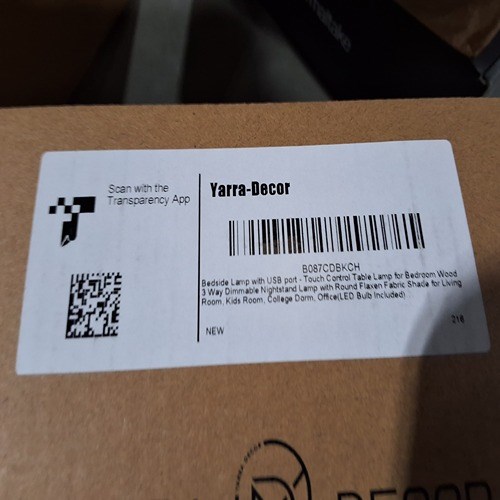 Scan with the
Transparency App
Yarra-Decor
B087CDBKCH
Bedside Lamp with USB port - Touch Control Table Lamp for Bedroom Wood
3 Way Dimmable Nightstand Lamp with Round Flaxen Fabric Shade for Living
Room, Kids Room, College Dorm, Office(LED Bulb Included)
NEW
216
DECOR